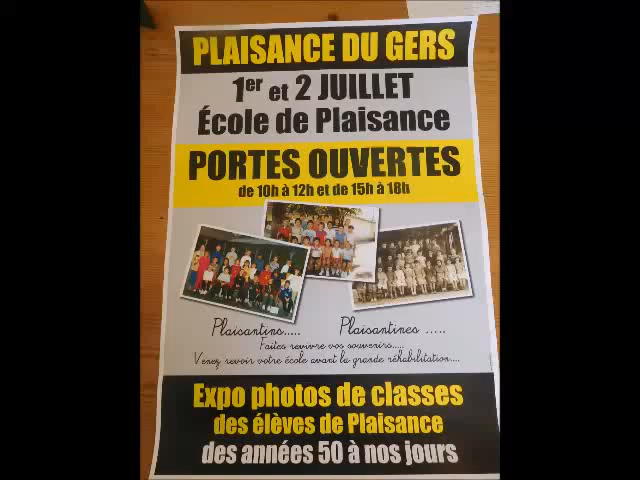 PLAISANCE DU GERS
1er et 2 JUILLET
École de Plaisance
PORTES OUVERTES
de 10h à 12h et de 15h à 18h
Plaisantins..... Plaisantines .....
Faites revivre vos souvenirs.....
Venez revoir votre école avant la grande réhabilitation....
Expo photos de classes
des élèves de Plaisance
des années 50 à nos jours